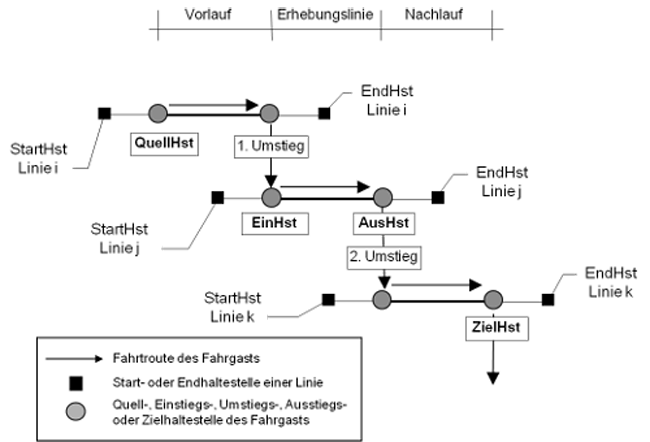 Vorlauf
Erhebungslinie
Nachlauf
EndHst
Linie i
QuellHst
StartHst
Linie i
1. Umstieg
EndHst
Linie j
StartHst
Linie j
EinHst
AusHst
2. Umstieg
EndHst
Linie k
StartHst
Linie k
ZielHst
Fahrtroute des Fahrgasts
Start- oder Endhaltestelle einer Linie
Quell-, Einstiegs-, Umstiegs-, Ausstiegs-
oder Zielhaltestelle des Fahrgasts